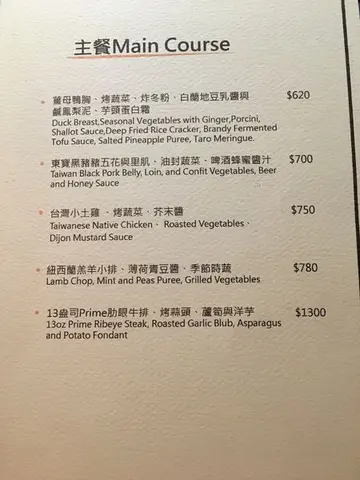 主餐Main Course
薑母鴨胸、烤蔬菜、炸冬粉、白蘭地豆乳醬與 $620
鹹鳳梨泥、芋頭蛋白霜
Duck Breast,Seasonal Vegetables with Ginger,Porcini,
Shallot Sauce,Deep Fried Rice Cracker, Brandy Fermented
Tofu Sauce, Salted Pineapple Puree, Taro Meringue.
東寶黑豬豬五花與里肌、油封蔬菜、啤酒蜂蜜醬汁 $700
Taiwan Black Pork Belly, Loin, and Confit Vegetables, Beer
and Honey Sauce
台灣小土雞 、烤蔬菜、芥末醬 $750
Taiwanese Native Chicken、 Roasted Vegetables、
Dijon Mustard Sauce
紐西蘭羔羊小排、薄荷青豆醬、季節時蔬 $780
Lamb Chop, Mint and Peas Puree, Grilled Vegetables
13盎司Prime肋眼牛排、烤蒜頭、蘆筍與洋芋 $1300
13oz Prime Ribeye Steak, Roasted Garlic Blub, Asparagus
and Potato Fondant